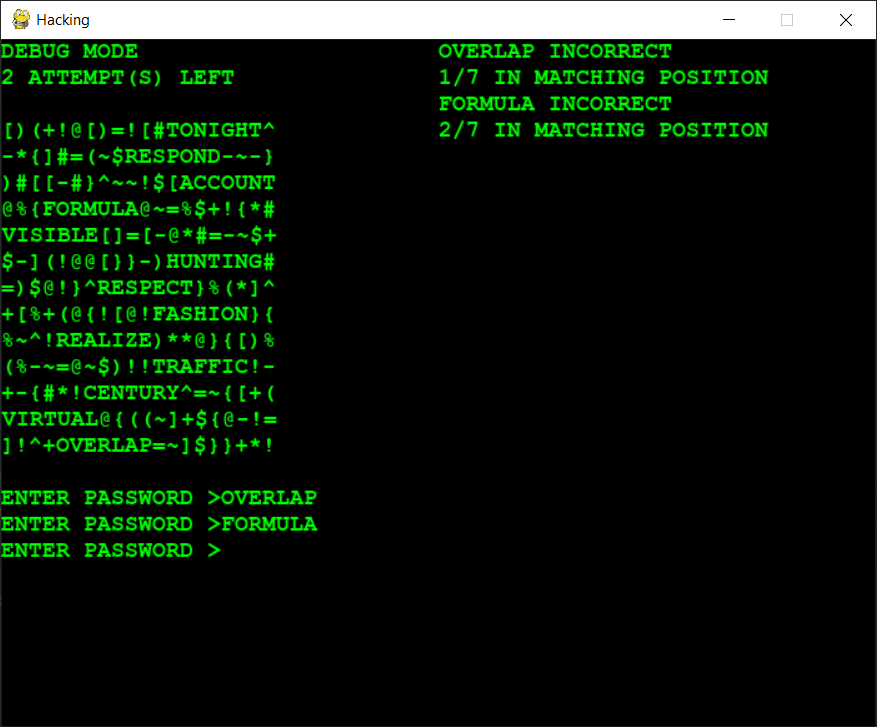 Hacking
DEBUG MODE
2 ATTEMPT(S) LEFT
[)(+!@[)=![#TONIGHT^
-*{]#=(~$RESPOND-~-}
)#[[-#}^~~!$[ACCOUNT
@%{FORMULA@~=%$+!{*#
VISIBLE[]=[-@*#=-~$+
$-](!@@[}}-)HUNTING#
=)$@!}^RESPECT}%(*]^
+[%+(@{![@!FASHION}{
%~^!REALIZE)**@}{[)%
(%-~=@~$)!!TRAFFIC!-
+-{#*!CENTURY^=~{[+(
VIRTUAL@{((~]+${@-!=
]!^+OVERLAP=~]$}}+*!
ENTER PASSWORD >OVERLAP
ENTER PASSWORD >FORMULA
ENTER PASSWORD >
OVERLAP INCORRECT
1/7 IN MATCHING POSITION
FORMULA INCORRECT
2/7 IN MATCHING POSITION